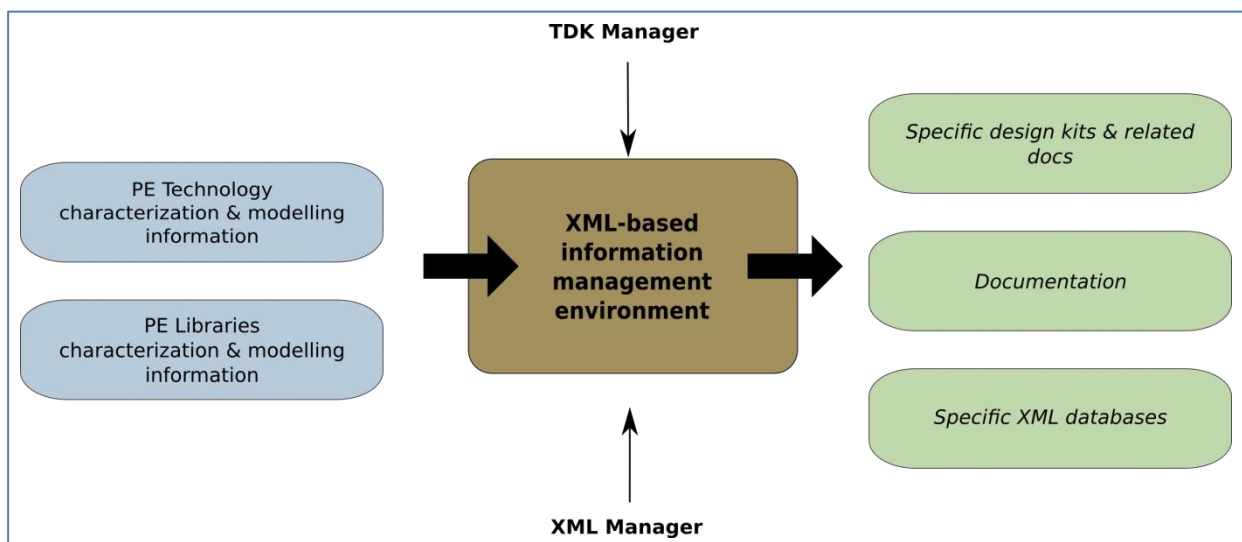 TDK Manager
PE Technology
characterization & modelling
information
PE Libraries
characterization & modelling
information
XML-based
information
management
environment
Specific design kits & related
docs
Documentation
Specific XML databases
XML Manager